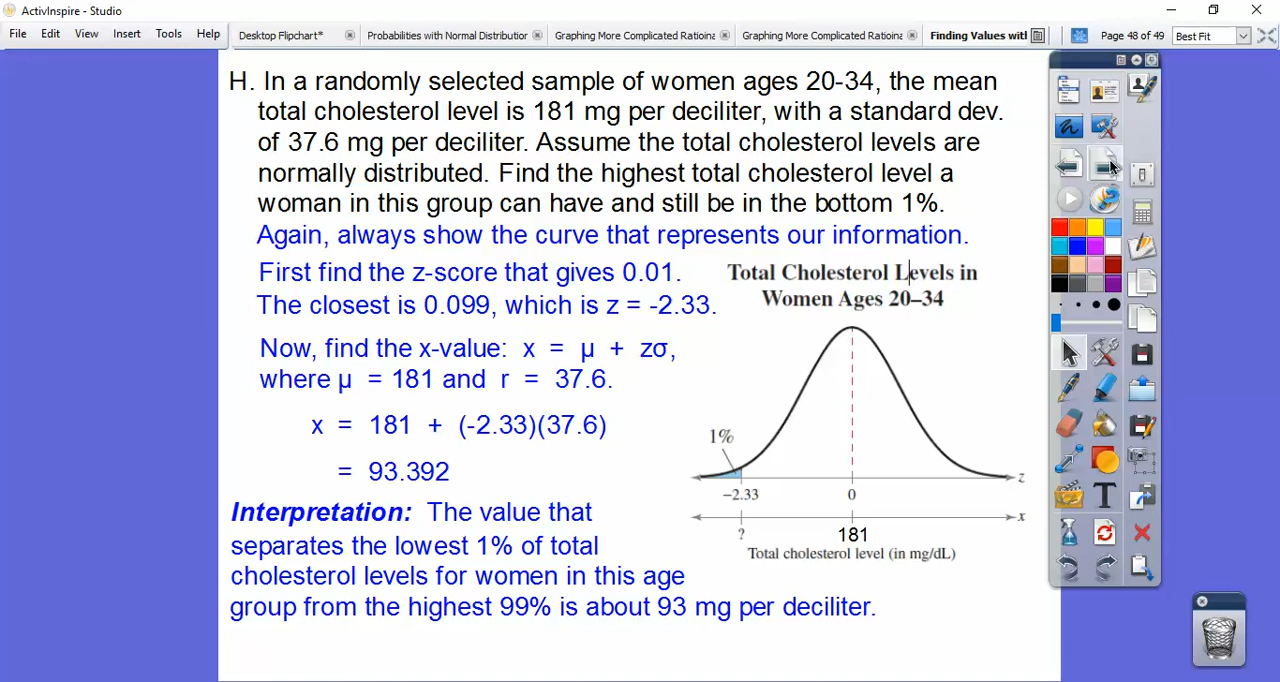 ActivInspire - Studio
File Edit View Insert Tools Help
Desktop Flipchart* Probabilities with Normal Distribution Graphing More Complicated Rationa Graphing More Complicated Rationa Finding Values witl
Page 48 of 49 Best Fit
H. In a randomly selected sample of women ages 20-34, the mean
total cholesterol level is 181 mg per deciliter, with a standard dev.
of 37.6 mg per deciliter. Assume the total cholesterol levels are
normally distributed. Find the highest total cholesterol level a
woman in this group can have and still be in the bottom 1%.
Again, always show the curve that represents our information.
First find the z-score that gives 0.01.
The closest is 0.099, which is z = -2.33.
Now, find the x-value: x = μ + zσ,
where μ = 181 and r = 37.6.
x = 181 + (-2.33)(37.6)
= 93.392
Interpretation: The value that
separates the lowest 1% of total
cholesterol levels for women in this age
group from the highest 99% is about 93 mg per deciliter.
Total Cholesterol Levels in
Women Ages 20–34
1%
−2.33 0 z
? 181 x
Total cholesterol level (in mg/dL)